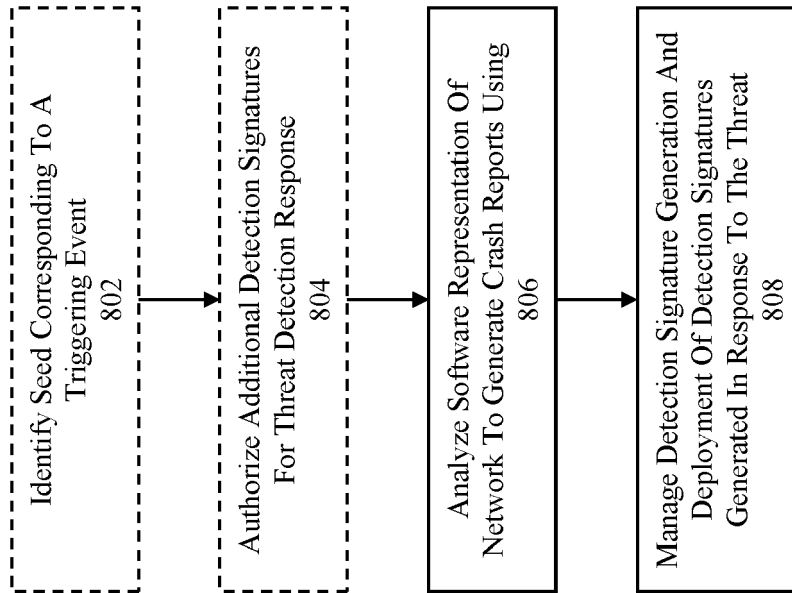 Identify Seed Corresponding To A
Triggering Event
802
Authorize Additional Detection Signatures
For Threat Detection Response
804
Analyze Software Representation Of
Network To Generate Crash Reports Using
806
Manage Detection Signature Generation And
Deployment Of Detection Signatures
Generated In Response To The Threat
808